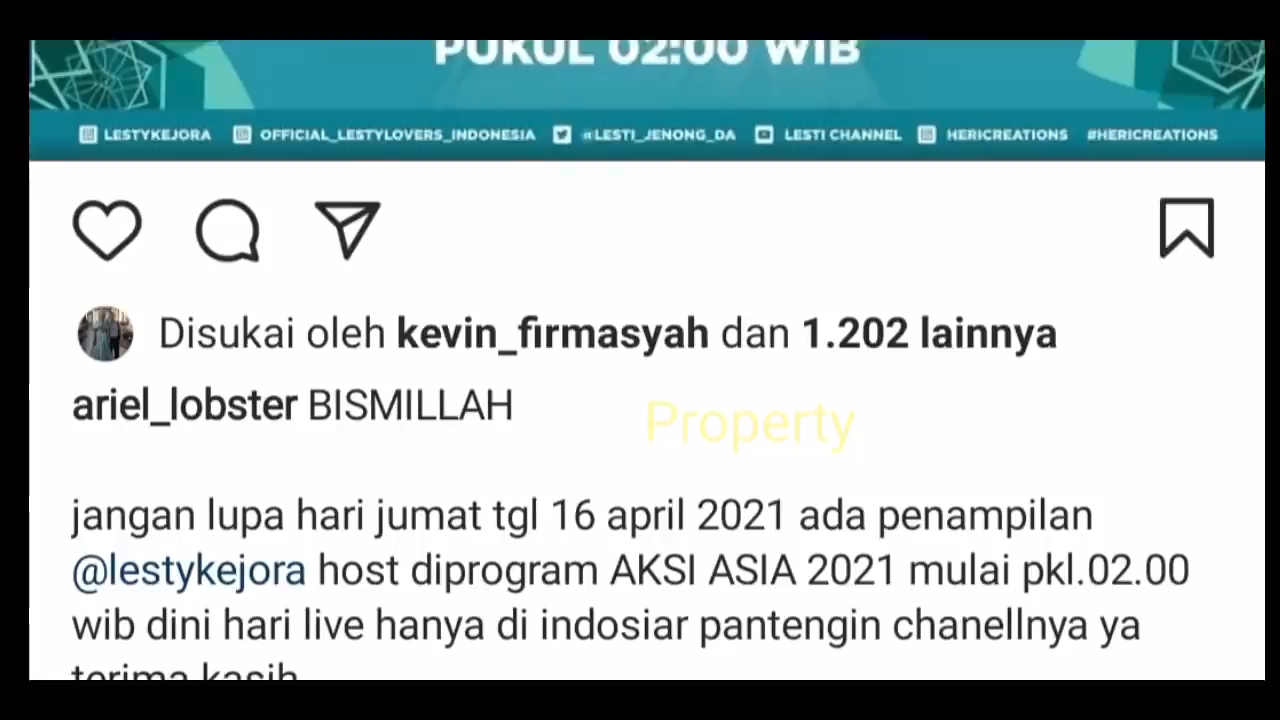 PUKUL 02:00 WIB
LESTYKEJORA OFFICIAL_LESTYLOVERS_INDONESIA @LESTI_JENONG_DA LESTI CHANNEL HERICREATIONS #HERICREATIONS
Disukai oleh kevin_firmasyah dan 1.202 lainnya
ariel_lobster BISMILLAH
Property
jangan lupa hari jumat tgl 16 april 2021 ada penampilan
@lestykejora host diprogram AKSI ASIA 2021 mulai pkl.02.00
wib dini hari live hanya di indosiar pantengin chanellnya ya
terima kasih